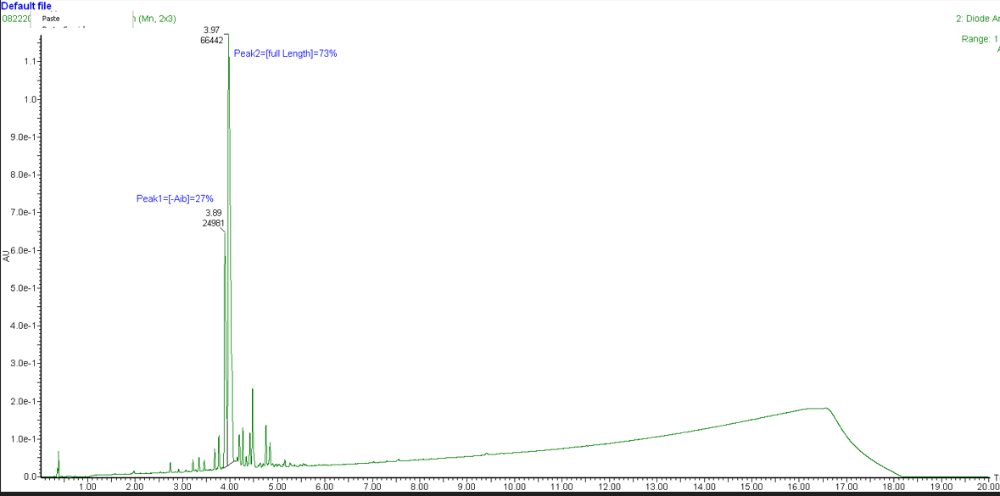 Default file
08222
Paste
(Mn, 2x3)
2: Diode Ar
Range: 1
3.97
66442
Peak2=[full Length]=73%
Peak1=[-Aib]=27%
3.89
24981
AU
1.1
1.0
9.0e-1
8.0e-1
7.0e-1
6.0e-1
5.0e-1
4.0e-1
3.0e-1
2.0e-1
1.0e-1
0.0
1.00 2.00 3.00 4.00 5.00 6.00 7.00 8.00 9.00 10.00 11.00 12.00 13.00 14.00 15.00 16.00 17.00 18.00 19.00 20.00